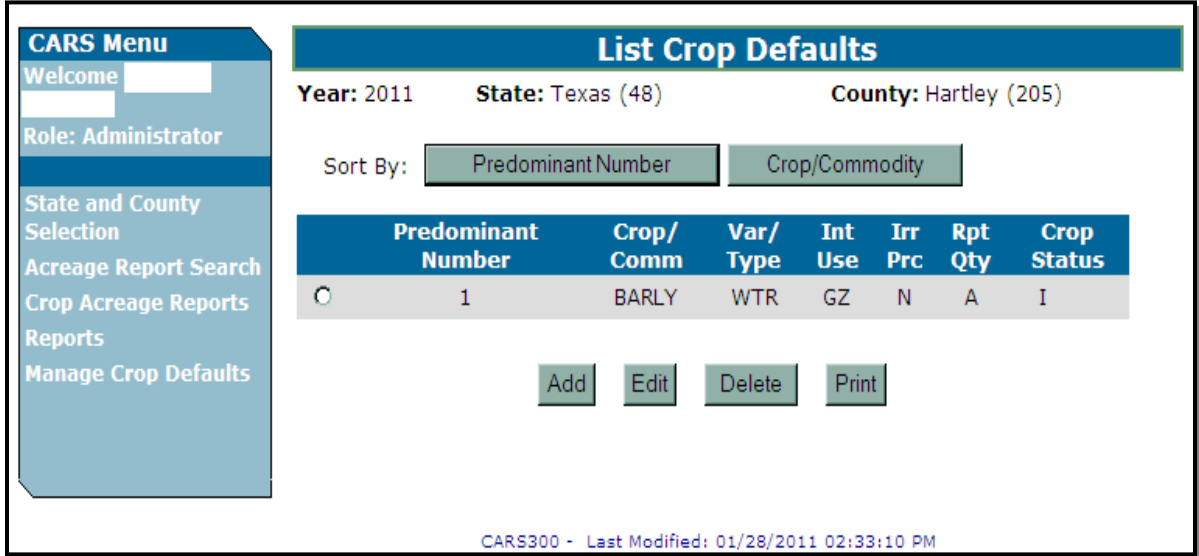 CARS Menu
Welcome
Role: Administrator
State and County
Selection
Acreage Report Search
Crop Acreage Reports
Reports
Manage Crop Defaults
List Crop Defaults
Year: 2011 State: Texas (48) County: Hartley (205)
Sort By: Predominant Number Crop/Commodity
Predominant Crop/ Var/ Int Irr Rpt Crop
Number Comm Type Use Prc Qty Status
1 BARLY WTR GZ N A I
Add Edit Delete Print
CARS300 - Last Modified: 01/28/2011 02:33:10 PM